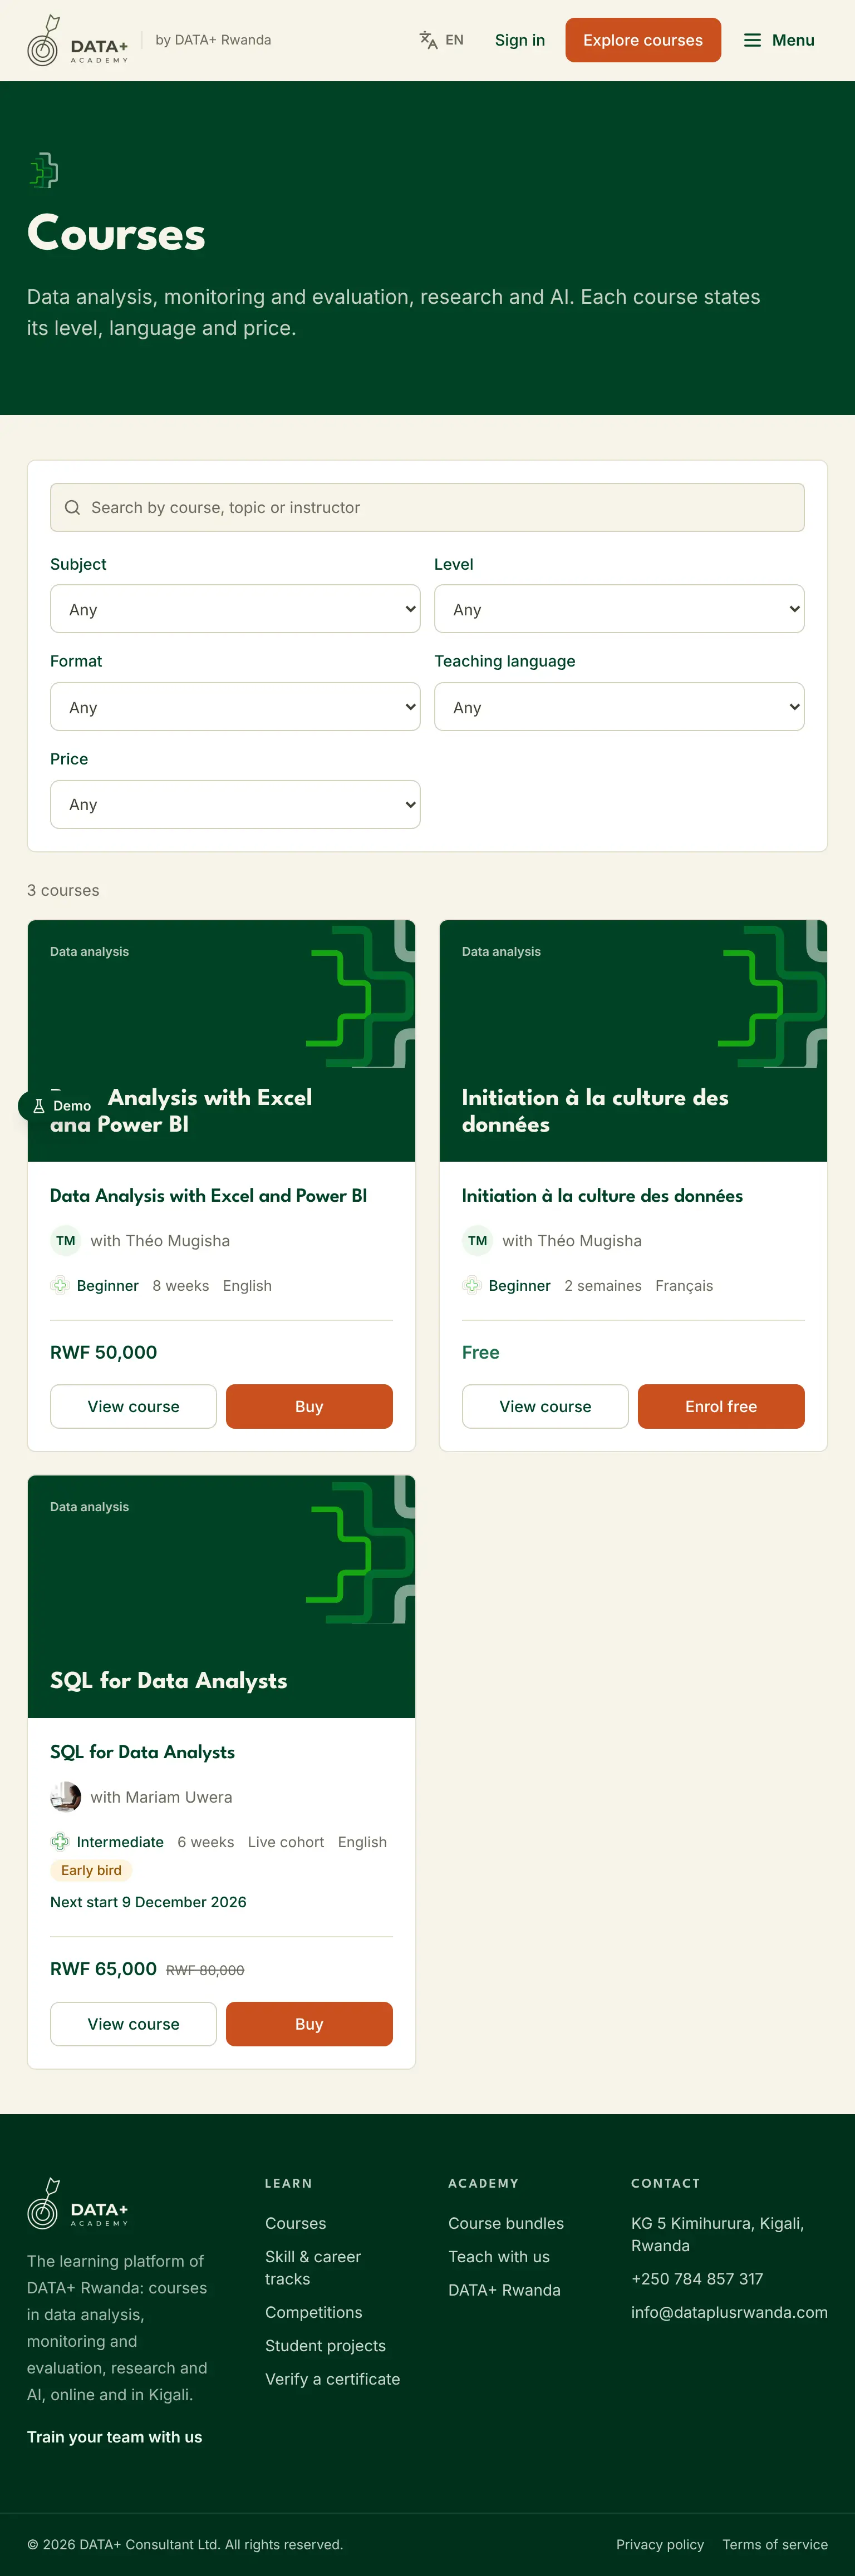 DATA+
ACADEMY
by DATA+ Rwanda
EN
Sign in
Explore courses
Menu
Courses
Data analysis, monitoring and evaluation, research and AI. Each course states
its level, language and price.
Search by course, topic or instructor
Subject
Level
Any
Any
Format
Teaching language
Any
Any
Price
Any
3 courses
Data analysis
Analysis with Excel
and Power BI
Demo
Data Analysis with Excel and Power BI
TM
with Théo Mugisha
Beginner
8 weeks
English
RWF 50,000
View course
Buy
Data analysis
Initiation à la culture des
données
Initiation à la culture des données
TM
with Théo Mugisha
Beginner
2 semaines
Français
Free
View course
Enrol free
Data analysis
SQL for Data Analysts
SQL for Data Analysts
with Mariam Uwera
Intermediate
6 weeks
Live cohort
English
Early bird
Next start 9 December 2026
RWF 65,000
RWF 80,000
View course
Buy
DATA+
ACADEMY
The learning platform of
DATA+ Rwanda: courses
in data analysis,
monitoring and
evaluation, research and
AI, online and in Kigali.
Train your team with us
LEARN
Courses
Skill & career
tracks
Competitions
Student projects
Verify a certificate
ACADEMY
Course bundles
Teach with us
DATA+ Rwanda
CONTACT
KG 5 Kimihurura, Kigali,
Rwanda
+250 784 857 317
info@dataplusrwanda.com
© 2026 DATA+ Consultant Ltd. All rights reserved.
Privacy policy
Terms of service